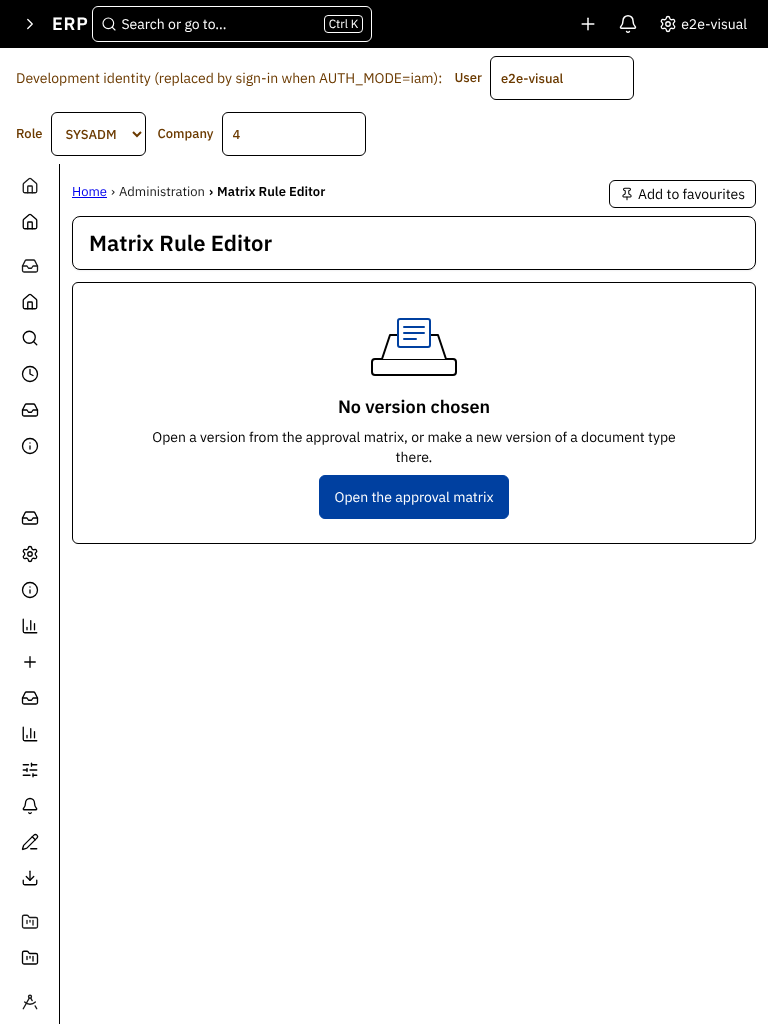 ERP Search or go to... Ctrl K e2e-visual
Development identity (replaced by sign-in when AUTH_MODE=iam): User e2e-visual
Role SYSADM Company 4
Home › Administration › Matrix Rule Editor Add to favourites
Matrix Rule Editor
No version chosen
Open a version from the approval matrix, or make a new version of a document type
there.
Open the approval matrix